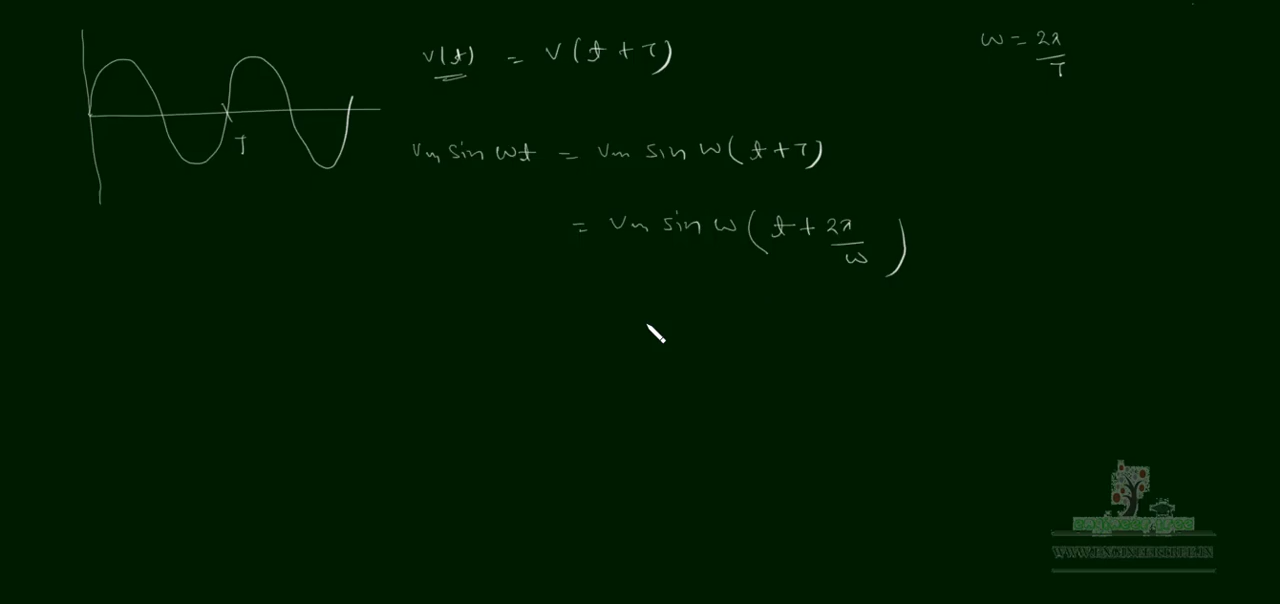 v(t) = v(t+T)
ω = 2π/T
T
Vm sin ωt = Vm sin ω(t+T)
= Vm sin ω(t + 2π/ω)